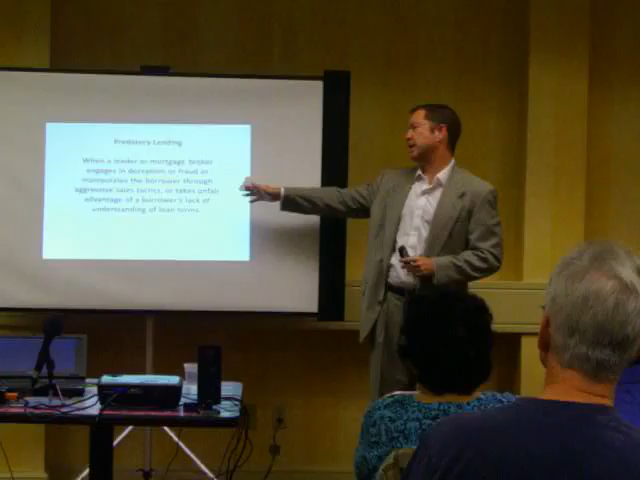 Predatory Lending
When a lender or mortgage broker
engages in deception or fraud or
manipulates the borrower through
aggressive sales tactics, or takes unfair
advantage of a borrower's lack of
understanding of loan terms.